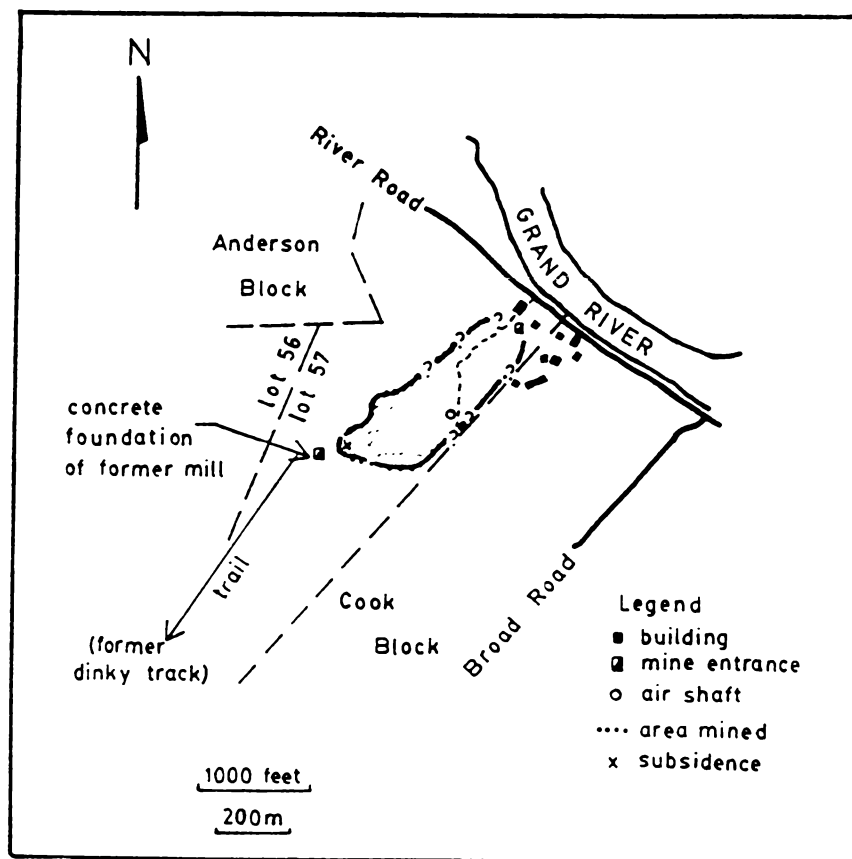 N
River Road
GRAND RIVER
Anderson
Block
lot 56
lot 57
concrete
foundation
of former mill
trail
(former
dinky track)
Cook
Block
Broad Road
Legend
building
mine entrance
air shaft
area mined
x subsidence
1000 feet
200m
? ? ? ? ? ?